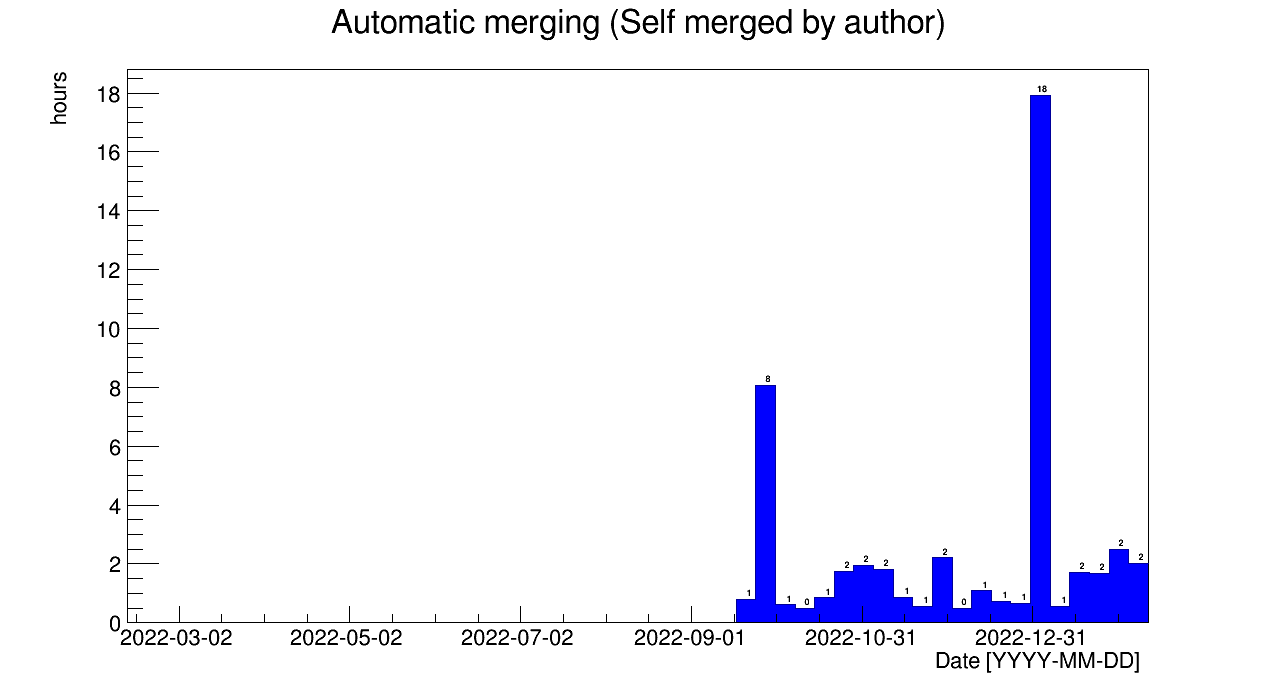 Automatic merging (Self merged by author)
hours
18
16
14
12
10
8
6
4
2
0
18
8
1 1 0 1 2 2 2 1 1 2 0 1 1 1 1 2 2 2 2
2022-03-02 2022-05-02 2022-07-02 2022-09-01 2022-10-31 2022-12-31
Date [YYYY-MM-DD]